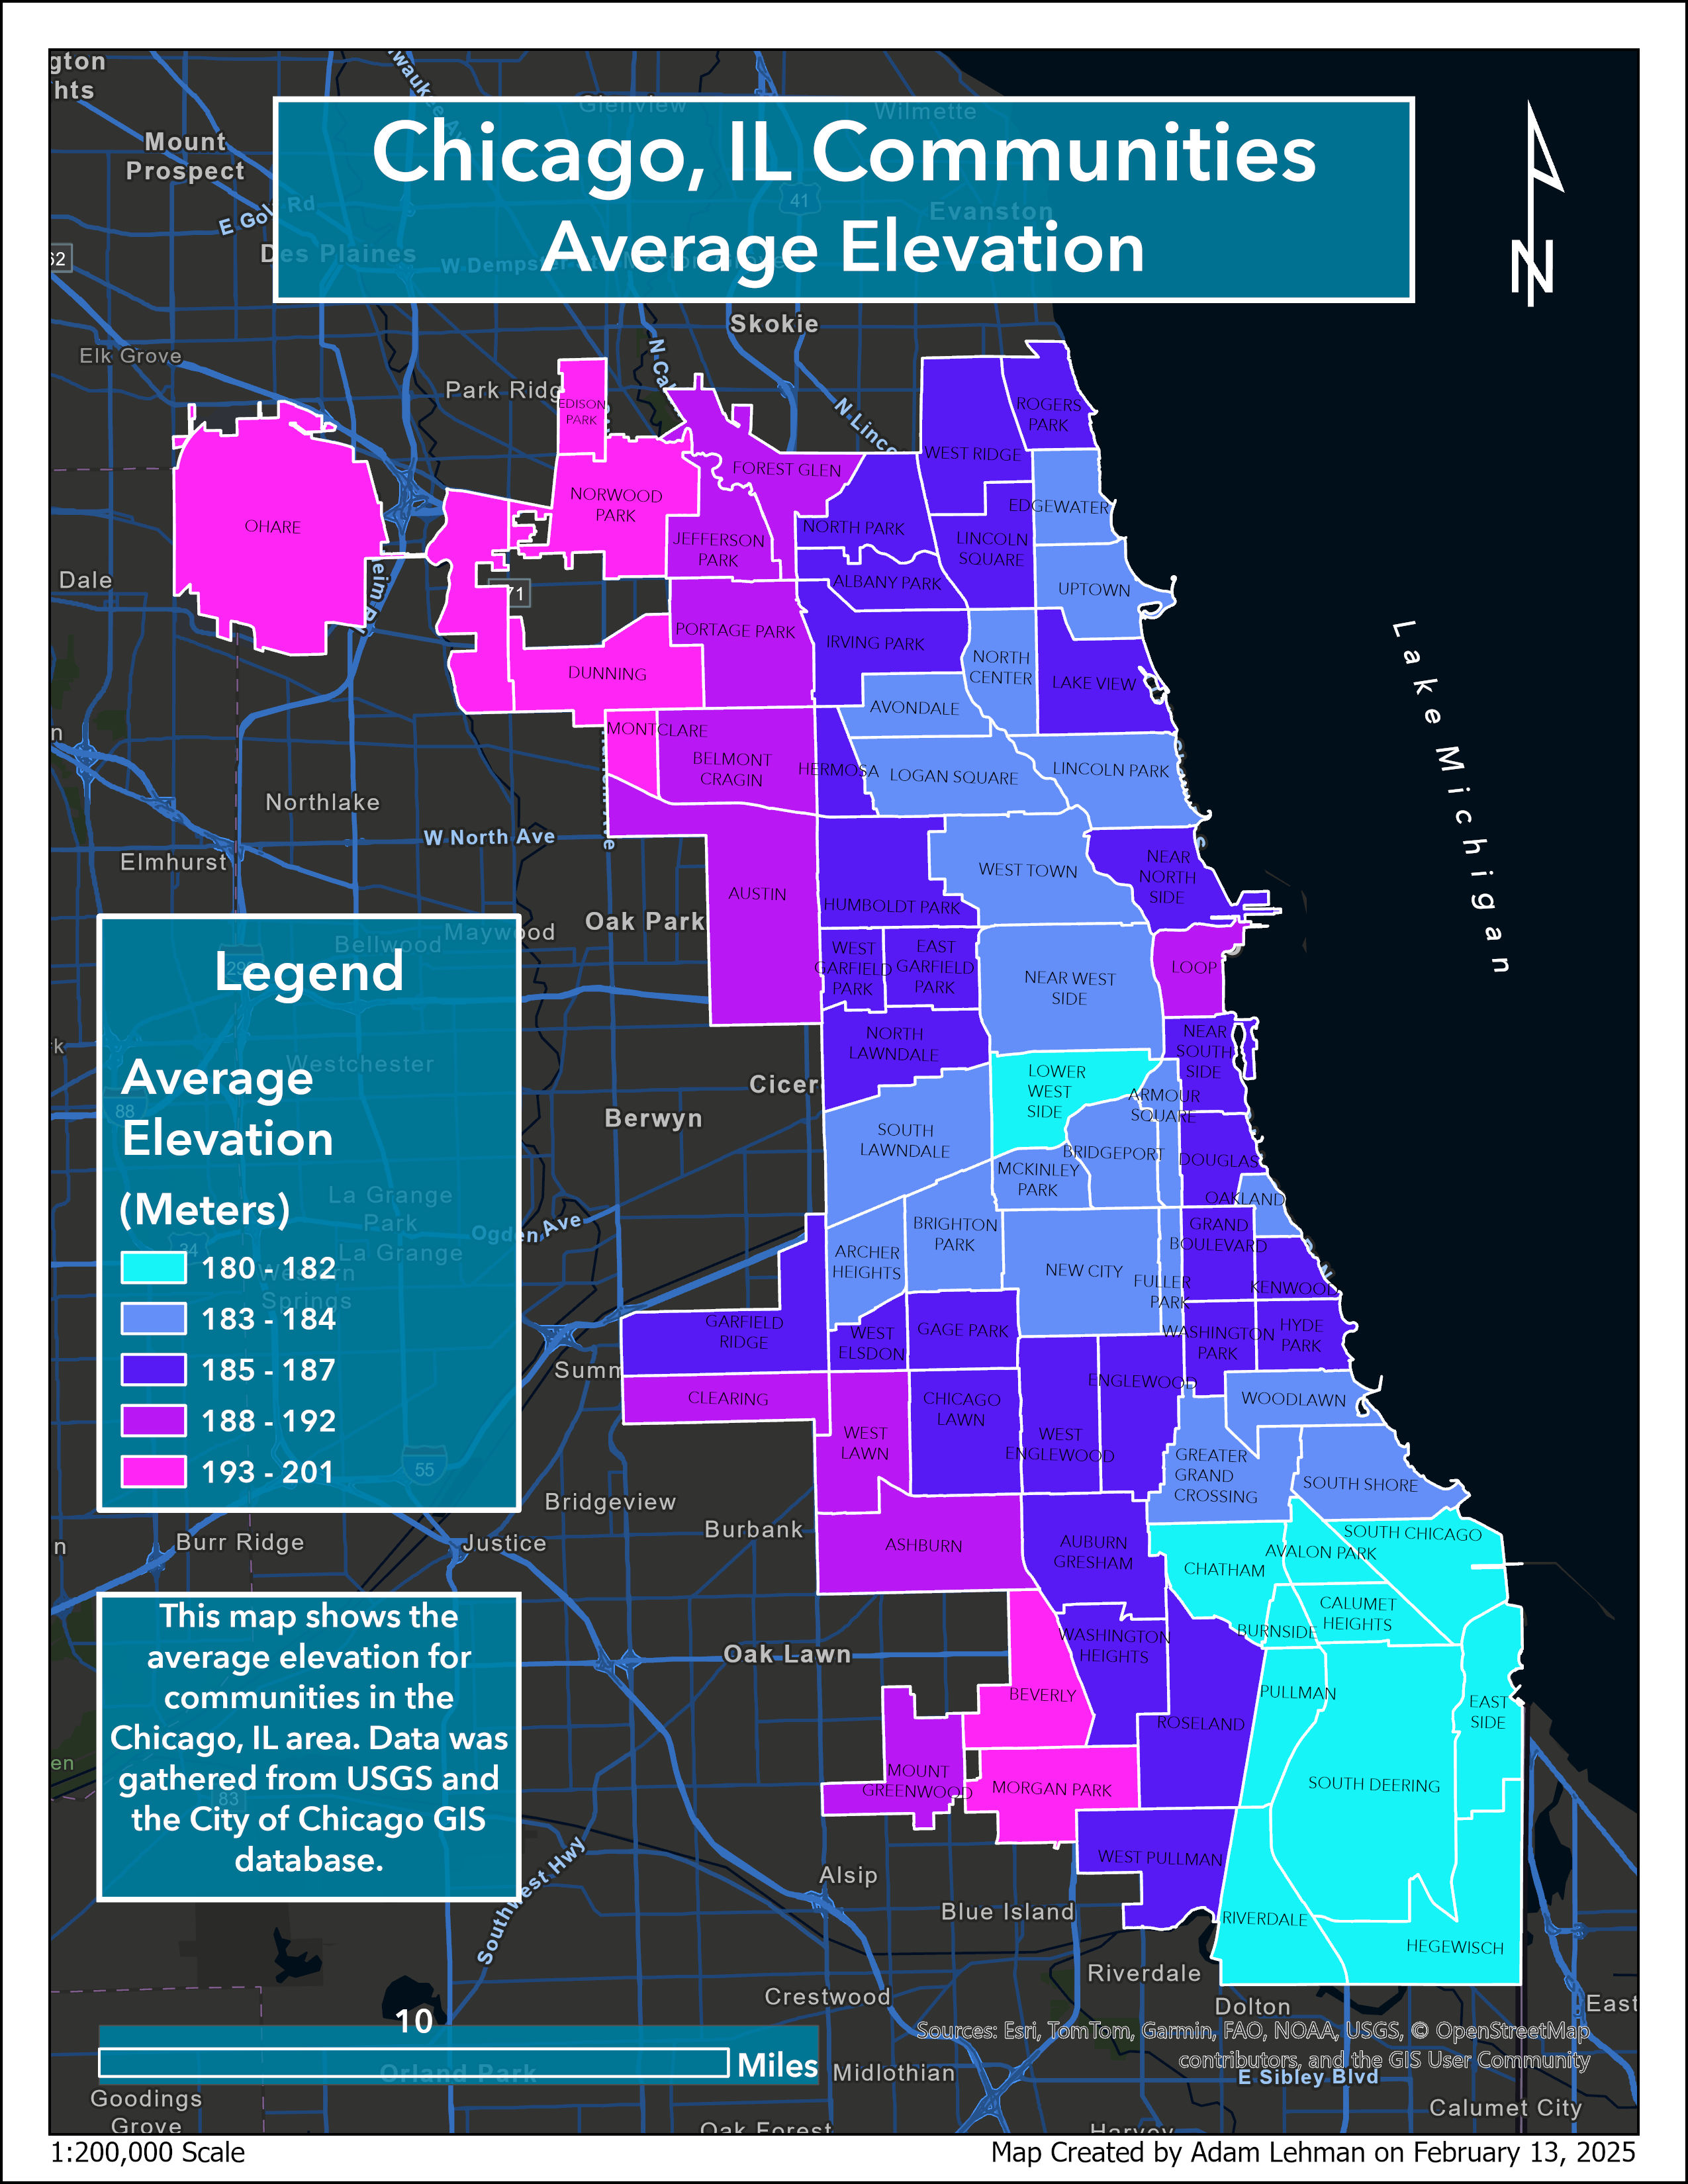 gton
hts
Mount
Prospect
Glenview
Wilmette
Chicago, IL Communities
Average Elevation
41
Evanston
E Golf Rd
Des Plaines
W Dempster
62
N
Skokie
Elk Grove
Park Ridg
N Linco
EDISON
PARK
ROGERS
PARK
WEST RIDGE
FOREST GLEN
NORWOOD
PARK
EDGEWATER
OHARE
NORTH PARK
JEFFERSON
PARK
LINCOLN
SQUARE
Dale
71
ALBANY PARK
UPTOWN
PORTAGE PARK
IRVING PARK
NORTH
CENTER
LAKE VIEW
DUNNING
AVONDALE
Lake Michigan
MONTCLARE
BELMONT
CRAGIN
HERMOSA
LOGAN SQUARE
LINCOLN PARK
Northlake
W North Ave
Elmhurst
WEST TOWN
NEAR
NORTH
SIDE
AUSTIN
HUMBOLDT PARK
Oak Park
Bellwood
Maywood
WEST
GARFIELD
PARK
EAST
GARFIELD
PARK
LOOP
NEAR WEST
SIDE
Legend
NORTH
LAWNDALE
NEAR
SOUTH
SIDE
Westchester
Cicer
LOWER
WEST
SIDE
ARMOUR
SQUARE
88
Berwyn
Average
Elevation
(Meters)
SOUTH
LAWNDALE
BRIDGEPORT
DOUGLAS
MCKINLEY
PARK
OAKLAND
La Grange
Park
Ogden Ave
La Grange
34
Western
Springs
BRIGHTON
PARK
GRAND
BOULEVARD
ARCHER
HEIGHTS
NEW CITY
FULLER
PARK
KENWOOD
180 - 182
183 - 184
185 - 187
188 - 192
193 - 201
GARFIELD
RIDGE
WEST
ELSDON
GAGE PARK
WASHINGTON
PARK
HYDE
PARK
Summ
CLEARING
CHICAGO
LAWN
ENGLEWOOD
WOODLAWN
WEST
LAWN
WEST
ENGLEWOOD
GREATER
GRAND
CROSSING
SOUTH SHORE
55
Bridgeview
Burbank
Burr Ridge
Justice
ASHBURN
AUBURN
GRESHAM
SOUTH CHICAGO
AVALON PARK
CHATHAM
CALUMET
HEIGHTS
BURNSIDE
This map shows the
average elevation for
communities in the
Chicago, IL area. Data was
gathered from USGS and
the City of Chicago GIS
database.
Oak Lawn
WASHINGTON
HEIGHTS
BEVERLY
PULLMAN
EAST
SIDE
ROSELAND
en
83
MOUNT
GREENWOOD
MORGAN PARK
SOUTH DEERING
WEST PULLMAN
Southwest Hwy
Alsip
Blue Island
RIVERDALE
HEGEWISCH
Riverdale
Crestwood
Dolton
East
10
Miles
Orland Park
Midlothian
Sources: Esri, TomTom, Garmin, FAO, NOAA, USGS, © OpenStreetMap
contributors, and the GIS User Community
E Sibley Blvd
Goodings
Grove
Calumet City
Oak Forest
Harvey
1:200,000 Scale
Map Created by Adam Lehman on February 13, 2025